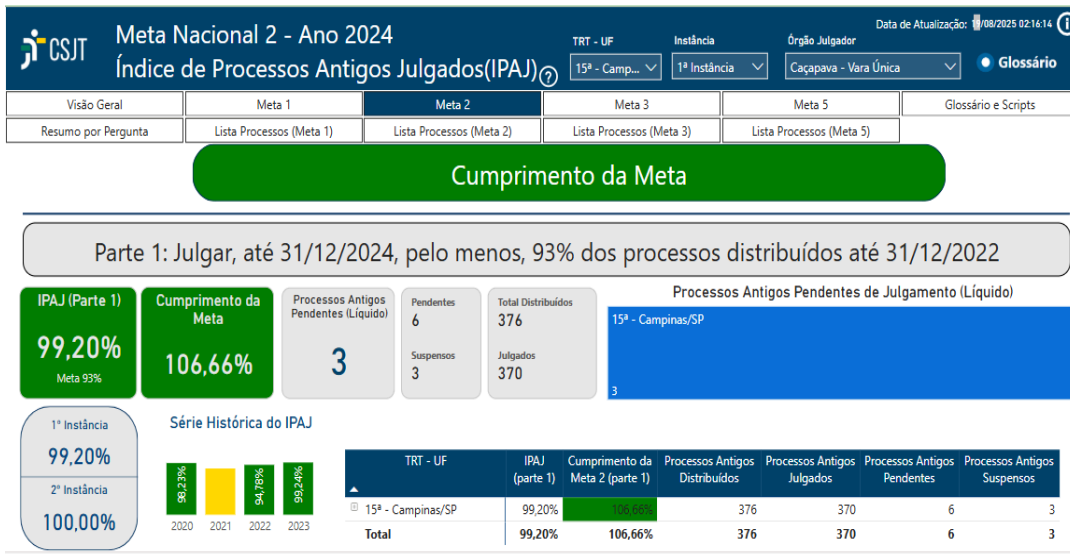 CSJT
Meta Nacional 2 - Ano 2024
Índice de Processos Antigos Julgados(IPAJ)
?
Data de Atualização: 19/08/2025 02:16:14
i
TRT - UF
Instância
Órgão Julgador
15ª - Camp...
1ª Instância
Caçapava - Vara Única
Glossário
Visão Geral
Meta 1
Meta 2
Meta 3
Meta 5
Glossário e Scripts
Resumo por Pergunta
Lista Processos (Meta 1)
Lista Processos (Meta 2)
Lista Processos (Meta 3)
Lista Processos (Meta 5)
Cumprimento da Meta
Parte 1: Julgar, até 31/12/2024, pelo menos, 93% dos processos distribuídos até 31/12/2022
IPAJ (Parte 1)
99,20%
Meta 93%
Cumprimento da
Meta
106,66%
Processos Antigos
Pendentes (Líquido)
3
Pendentes
6
Suspensos
3
Total Distribuídos
376
Julgados
370
Processos Antigos Pendentes de Julgamento (Líquido)
15ª - Campinas/SP
3
1ª Instância
99,20%
2ª Instância
100,00%
Série Histórica do IPAJ
98,23%
94,78%
99,24%
2020 2021 2022 2023
TRT - UF IPAJ Cumprimento da Processos Antigos Processos Antigos Processos Antigos Processos Antigos
(parte 1) Meta 2 (parte 1) Distribuídos Julgados Pendentes Suspensos
15ª - Campinas/SP 99,20% 106,66% 376 370 6 3
Total 99,20% 106,66% 376 370 6 3